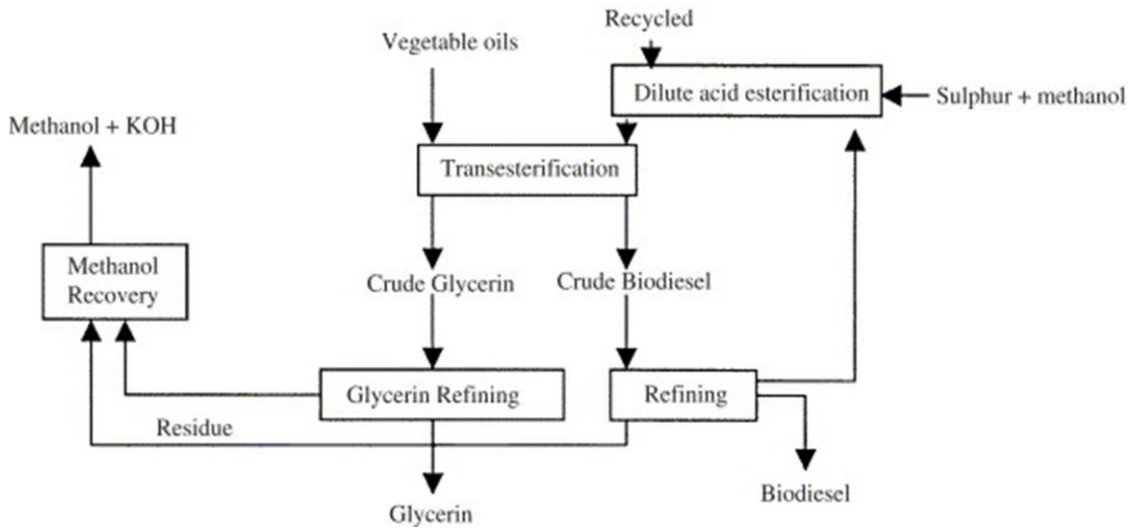 Recycled
Vegetable oils
Dilute acid esterification
Sulphur + methanol
Methanol + KOH
Transesterification
Methanol
Recovery
Crude Glycerin
Crude Biodiesel
Glycerin Refining
Refining
Residue
Glycerin
Biodiesel